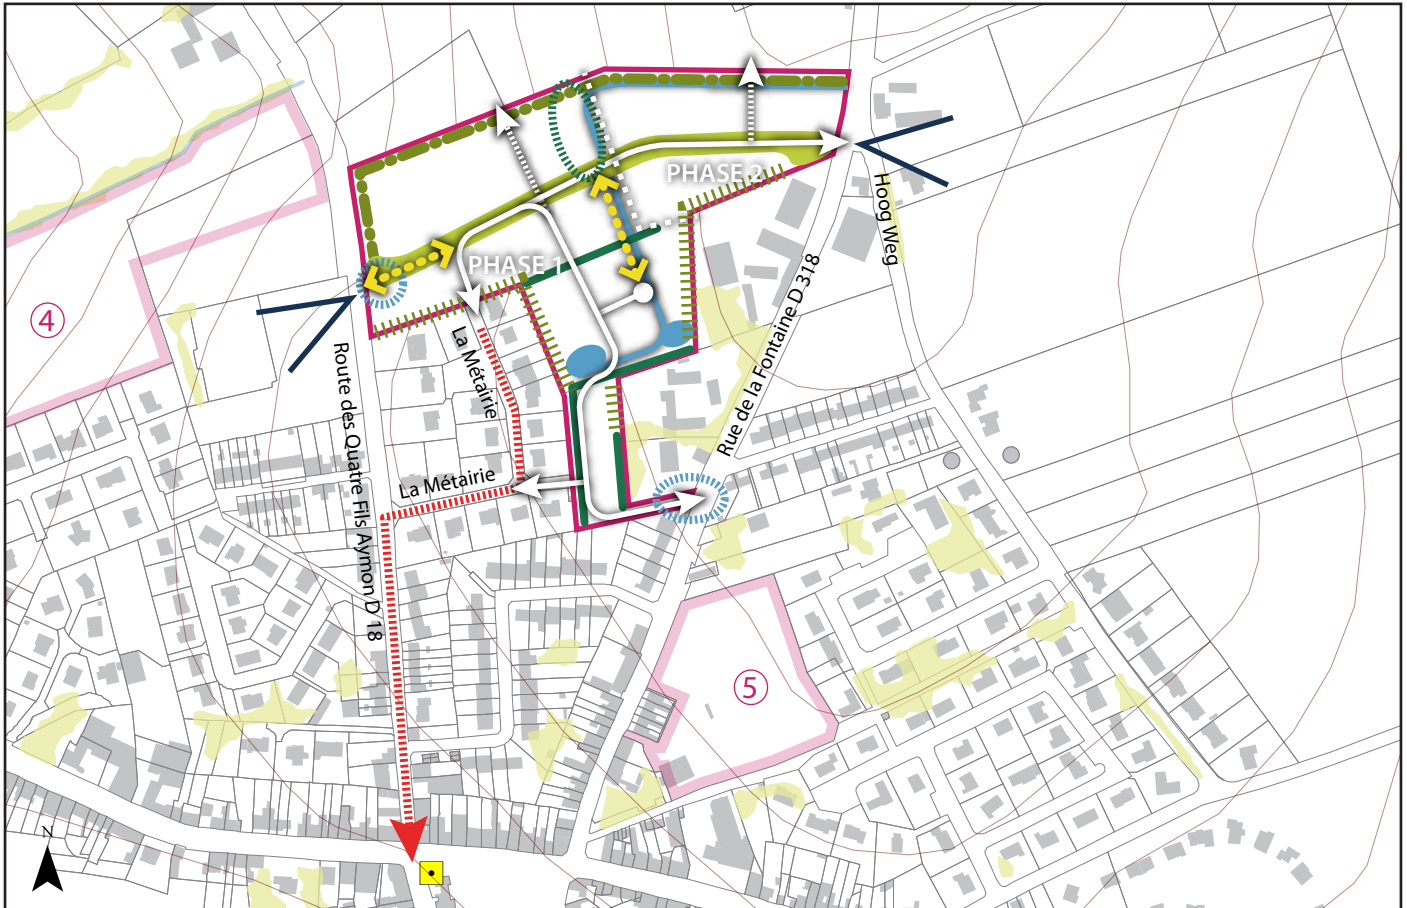 PHASE 2
Hoog Weg
PHASE 1
4
La Métairie
Rue de la Fontaine D 318
Route des Quatre Fils Aymon D 18
La Métairie
5
N